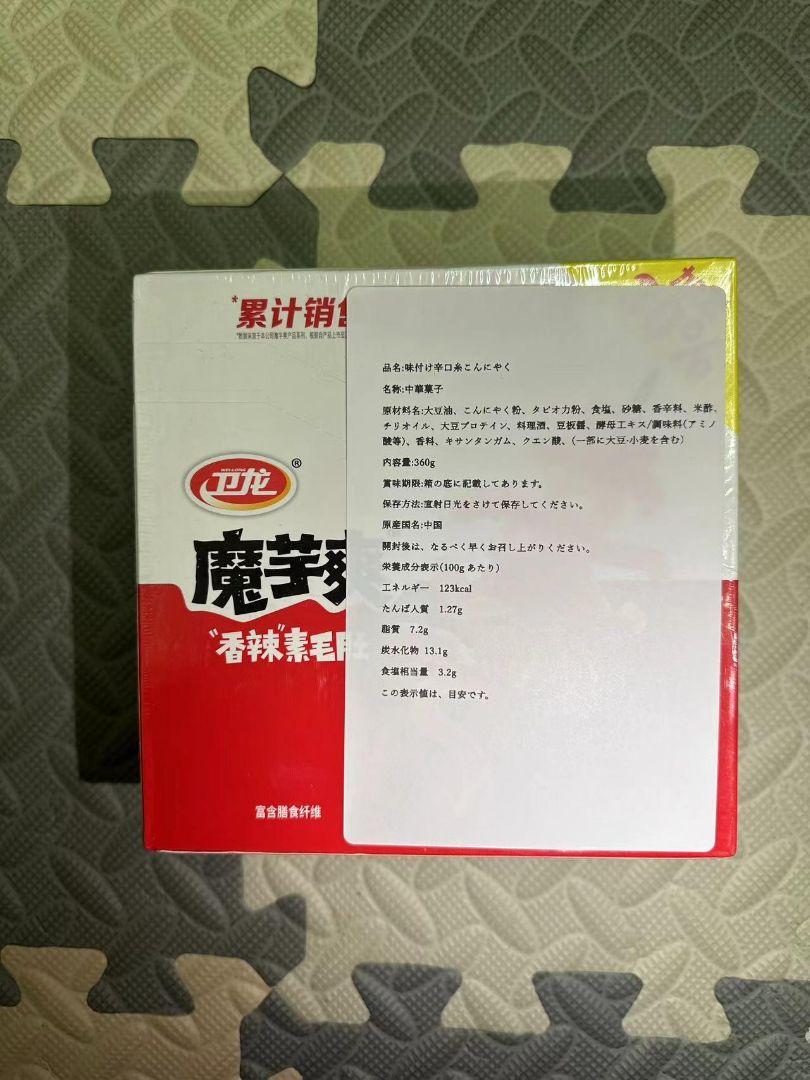 *累计销售
WEI-LONG
卫龙®
魔芋爽
"香辣"素毛肚
富含膳食纤维
品名:味付け辛口糸こんにやく
名称:中華菓子
原材料名:大豆油、こんにやく粉、タピオカ粉、食塩、砂糖、香辛料、米酢、
チリオイル、大豆プロテイン、料理酒、豆板醤、酵母エキス/調味料(アミノ
酸等)、香料、キサンタンガム、クエン酸、(一部に大豆·小麦を含む)
内容量:360g
賞味期限:箱の底に記載してあります。
保存方法:直射日光をさけて保存してください。
原産国名:中国
開封後は、なるべく早くお召し上がりください。
栄養成分表示(100gあたり)
エネルギー 123kcal
たんぱ人質 1.27g
脂質 7.2g
炭水化物 13.1g
食塩相当量 3.2g
この表示値は、目安です。